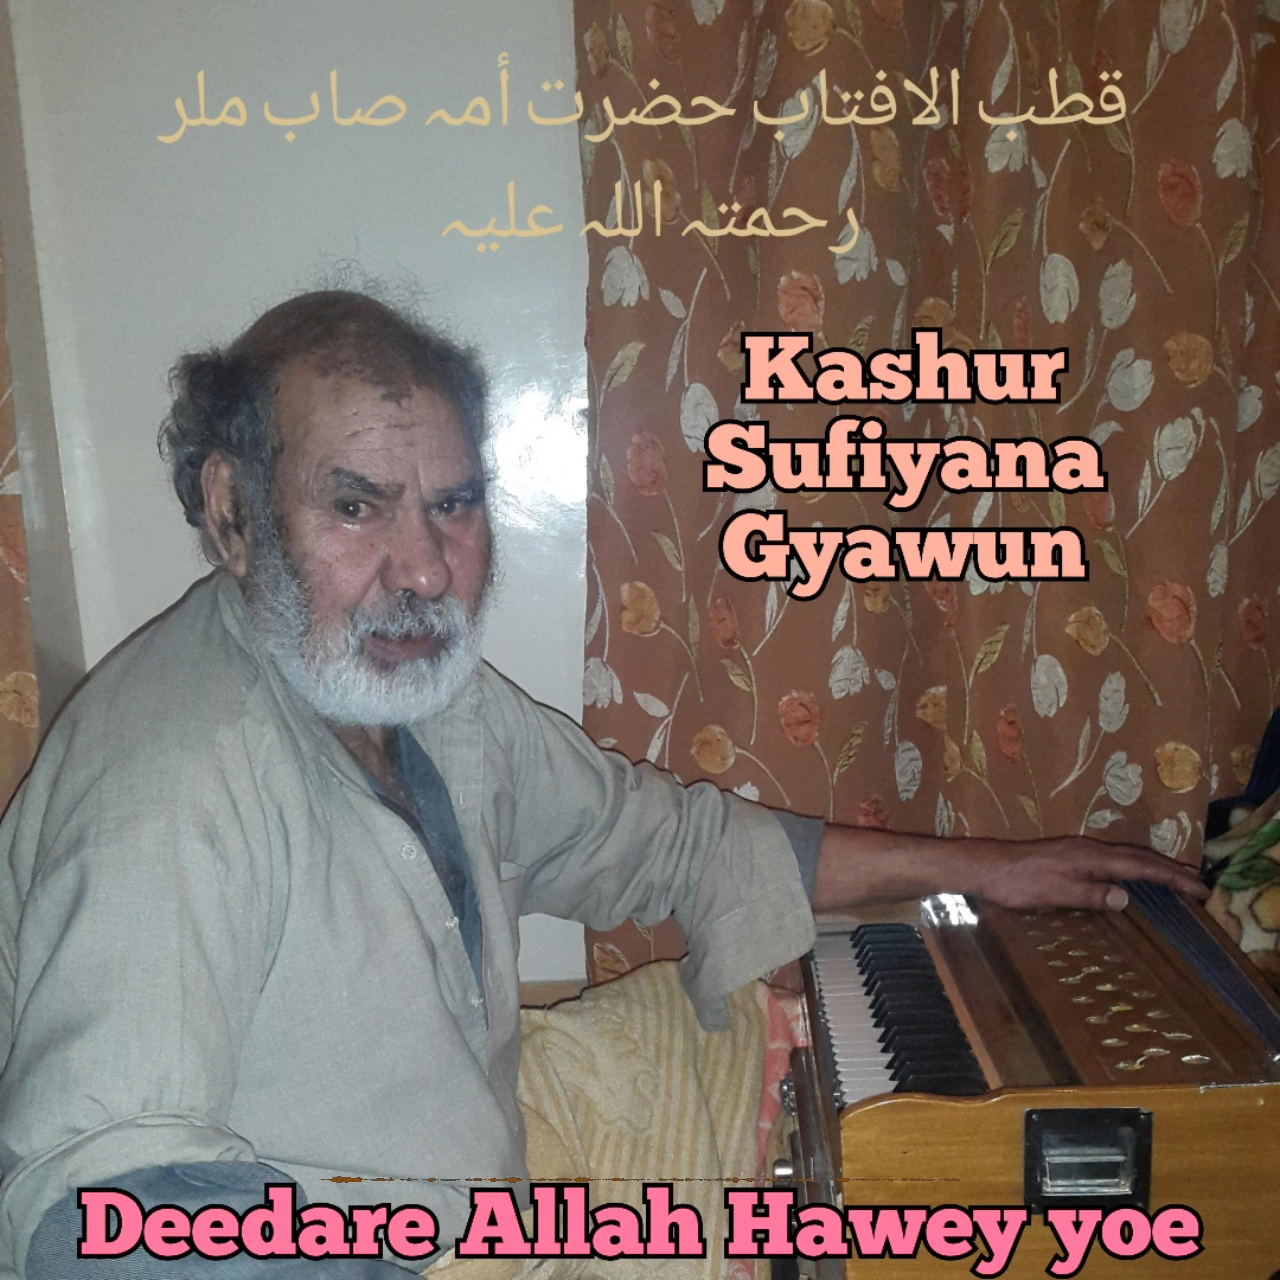 قطب الافتاب حضرت أمہ صاب ملر
رحمتہ اللہ علیہ
Kashur
Sufiyana
Gyawun
Deedare Allah Hawey yoe